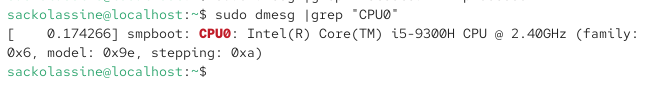 sackolassine@localhost:~$ sudo dmesg |grep "CPU0"
[    0.174266] smpboot: CPU0: Intel(R) Core(TM) i5-9300H CPU @ 2.40GHz (family:
0x6, model: 0x9e, stepping: 0xa)
sackolassine@localhost:~$